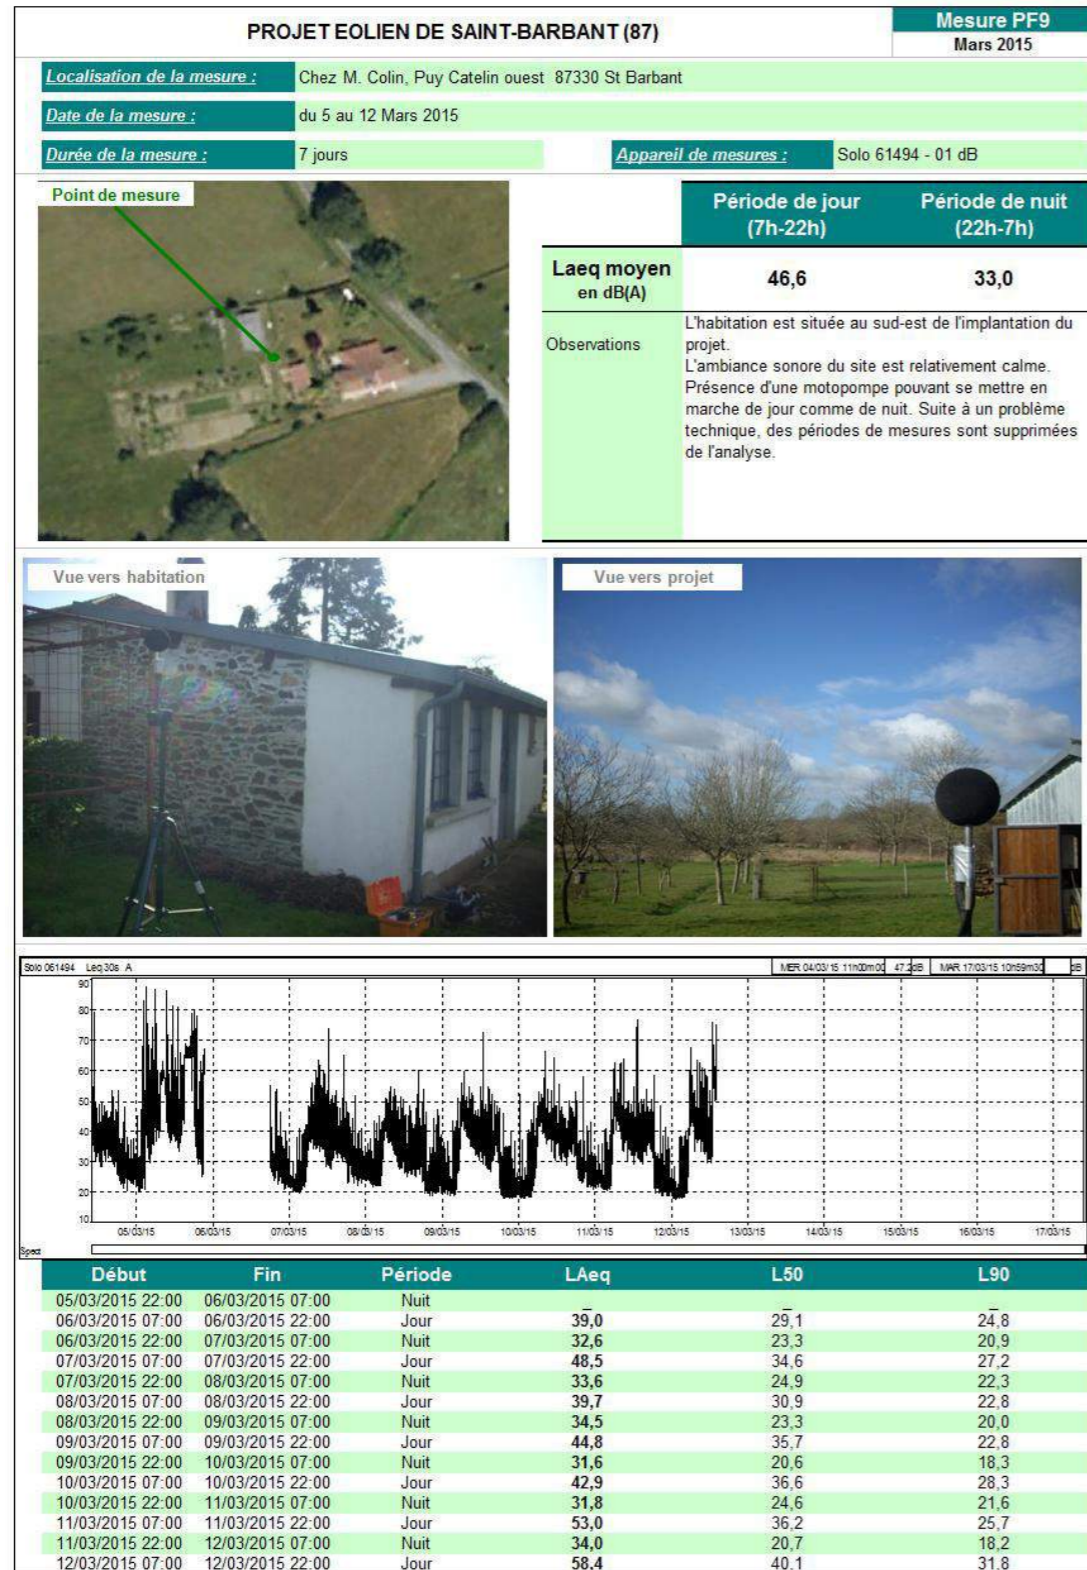 PROJET EOLIEN DE SAINT-BARBANT (87)
Mesure PF9
Mars 2015
Localisation de la mesure : Chez M. Colin, Puy Catelin ouest 87330 St Barbant
Date de la mesure : du 5 au 12 Mars 2015
Durée de la mesure : 7 jours Appareil de mesures : Solo 61494 - 01 dB
Point de mesure
Période de jour (7h-22h) Période de nuit (22h-7h)
Laeq moyen en dB(A) 46,6 33,0
Observations
L'habitation est située au sud-est de l'implantation du
projet.
L'ambiance sonore du site est relativement calme.
Présence d'une motopompe pouvant se mettre en
marche de jour comme de nuit. Suite à un problème
technique, des périodes de mesures sont supprimées
de l'analyse.
Vue vers habitation
Vue vers projet
Solo 061494 Leq 30s A MER 04/03/15 11h00m00 47.2dB MAR 17/03/15 10h59m30 dB
90
80
70
60
50
40
30
20
10
05/03/15 06/03/15 07/03/15 08/03/15 09/03/15 10/03/15 11/03/15 12/03/15 13/03/15 14/03/15 15/03/15 16/03/15 17/03/15
Spect
Début Fin Période LAeq L50 L90
05/03/2015 22:00 06/03/2015 07:00 Nuit _ _ _
06/03/2015 07:00 06/03/2015 22:00 Jour 39,0 29,1 24,8
06/03/2015 22:00 07/03/2015 07:00 Nuit 32,6 23,3 20,9
07/03/2015 07:00 07/03/2015 22:00 Jour 48,5 34,6 27,2
07/03/2015 22:00 08/03/2015 07:00 Nuit 33,6 24,9 22,3
08/03/2015 07:00 08/03/2015 22:00 Jour 39,7 30,9 22,8
08/03/2015 22:00 09/03/2015 07:00 Nuit 34,5 23,3 20,0
09/03/2015 07:00 09/03/2015 22:00 Jour 44,8 35,7 22,8
09/03/2015 22:00 10/03/2015 07:00 Nuit 31,6 20,6 18,3
10/03/2015 07:00 10/03/2015 22:00 Jour 42,9 36,6 28,3
10/03/2015 22:00 11/03/2015 07:00 Nuit 31,8 24,6 21,6
11/03/2015 07:00 11/03/2015 22:00 Jour 53,0 36,2 25,7
11/03/2015 22:00 12/03/2015 07:00 Nuit 34,0 20,7 18,2
12/03/2015 07:00 12/03/2015 22:00 Jour 58,4 40,1 31,8